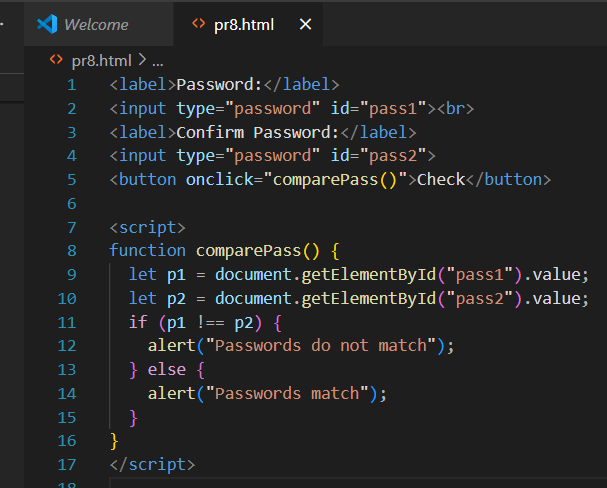 Welcome
pr8.html
pr8.html > ...
1 <label>Password:</label>
2 <input type="password" id="pass1"><br>
3 <label>Confirm Password:</label>
4 <input type="password" id="pass2">
5 <button onclick="comparePass()">Check</button>
6
7 <script>
8 function comparePass() {
9   let p1 = document.getElementById("pass1").value;
10   let p2 = document.getElementById("pass2").value;
11   if (p1 !== p2) {
12     alert("Passwords do not match");
13   } else {
14     alert("Passwords match");
15   }
16 }
17 </script>
18